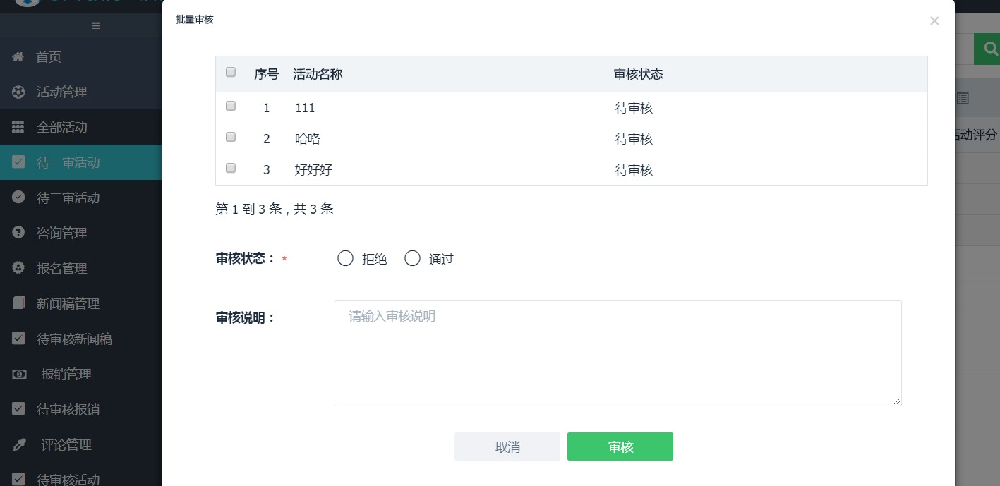 批量审核
×
首页
活动管理
全部活动
待一审活动
待二审活动
咨询管理
报名管理
新闻稿管理
待审核新闻稿
报销管理
待审核报销
评论管理
待审核活动
序号 活动名称 审核状态
1 111 待审核
2 哈咯 待审核
3 好好好 待审核
第 1 到 3 条，共 3 条
审核状态： * 拒绝 通过
审核说明： 请输入审核说明
取消 审核
活动评分